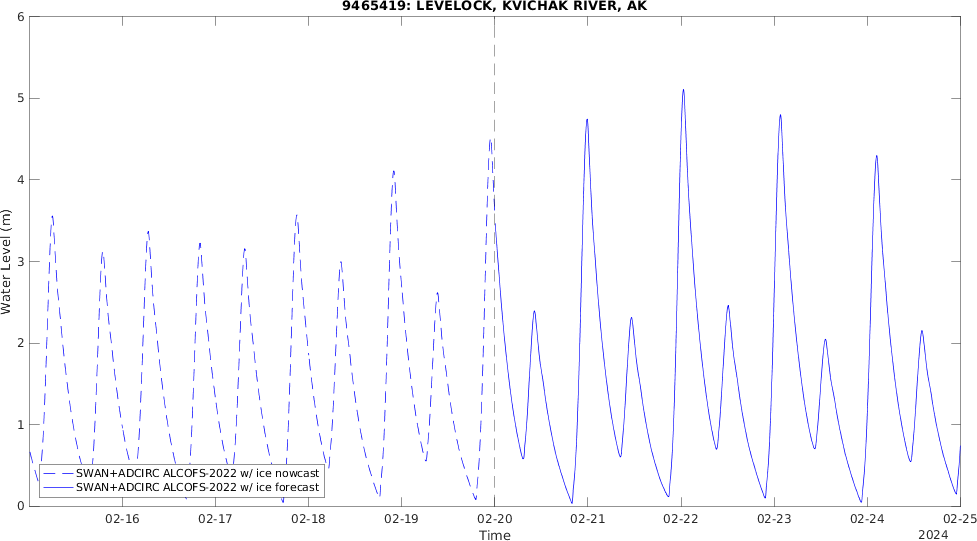 9465419: LEVELOCK, KVICHAK RIVER, AK
6
5
4
3
2
1
0
Water Level (m)
SWAN+ADCIRC ALCOFS-2022 w/ ice nowcast
SWAN+ADCIRC ALCOFS-2022 w/ ice forecast
02-16 02-17 02-18 02-19 02-20 02-21 02-22 02-23 02-24 02-25
Time
2024